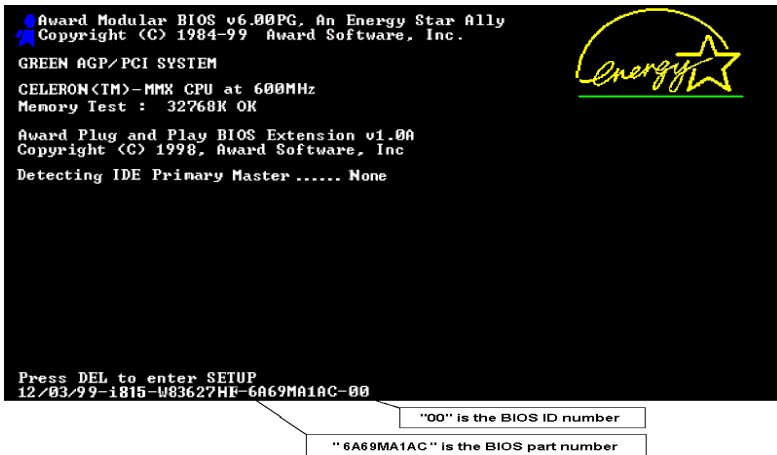 Award Modular BIOS v6.00PG, An Energy Star Ally
Copyright (C) 1984-99 Award Software, Inc.
energy
GREEN AGP/PCI SYSTEM
CELERON(TM)-MMX CPU at 600MHz
Memory Test : 32768K OK
Award Plug and Play BIOS Extension v1.0A
Copyright (C) 1998, Award Software, Inc
Detecting IDE Primary Master ...... None
Press DEL to enter SETUP
12/03/99-i815-W83627HF-6A69MA1AC-00
"00" is the BIOS ID number
"6A69MA1AC" is the BIOS part number